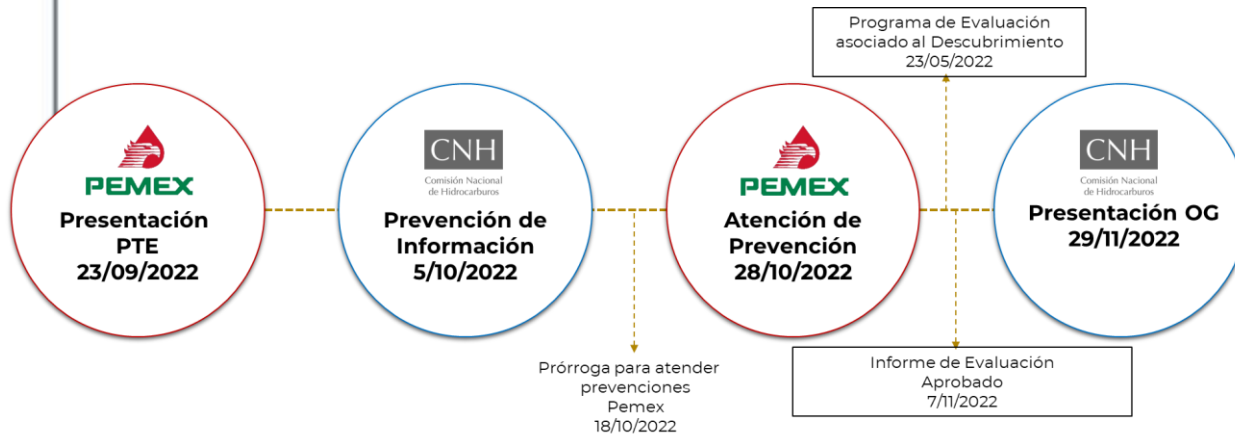 Programa de Evaluación
asociado al Descubrimiento
23/05/2022
PEMEX
Presentación
PTE
23/09/2022
CNH
Comisión Nacional
de Hidrocarburos
Prevención de
Información
5/10/2022
PEMEX
Atención de
Prevención
28/10/2022
CNH
Comisión Nacional
de Hidrocarburos
Presentación OG
29/11/2022
Prórroga para atender
prevenciones
Pemex
18/10/2022
Informe de Evaluación
Aprobado
7/11/2022